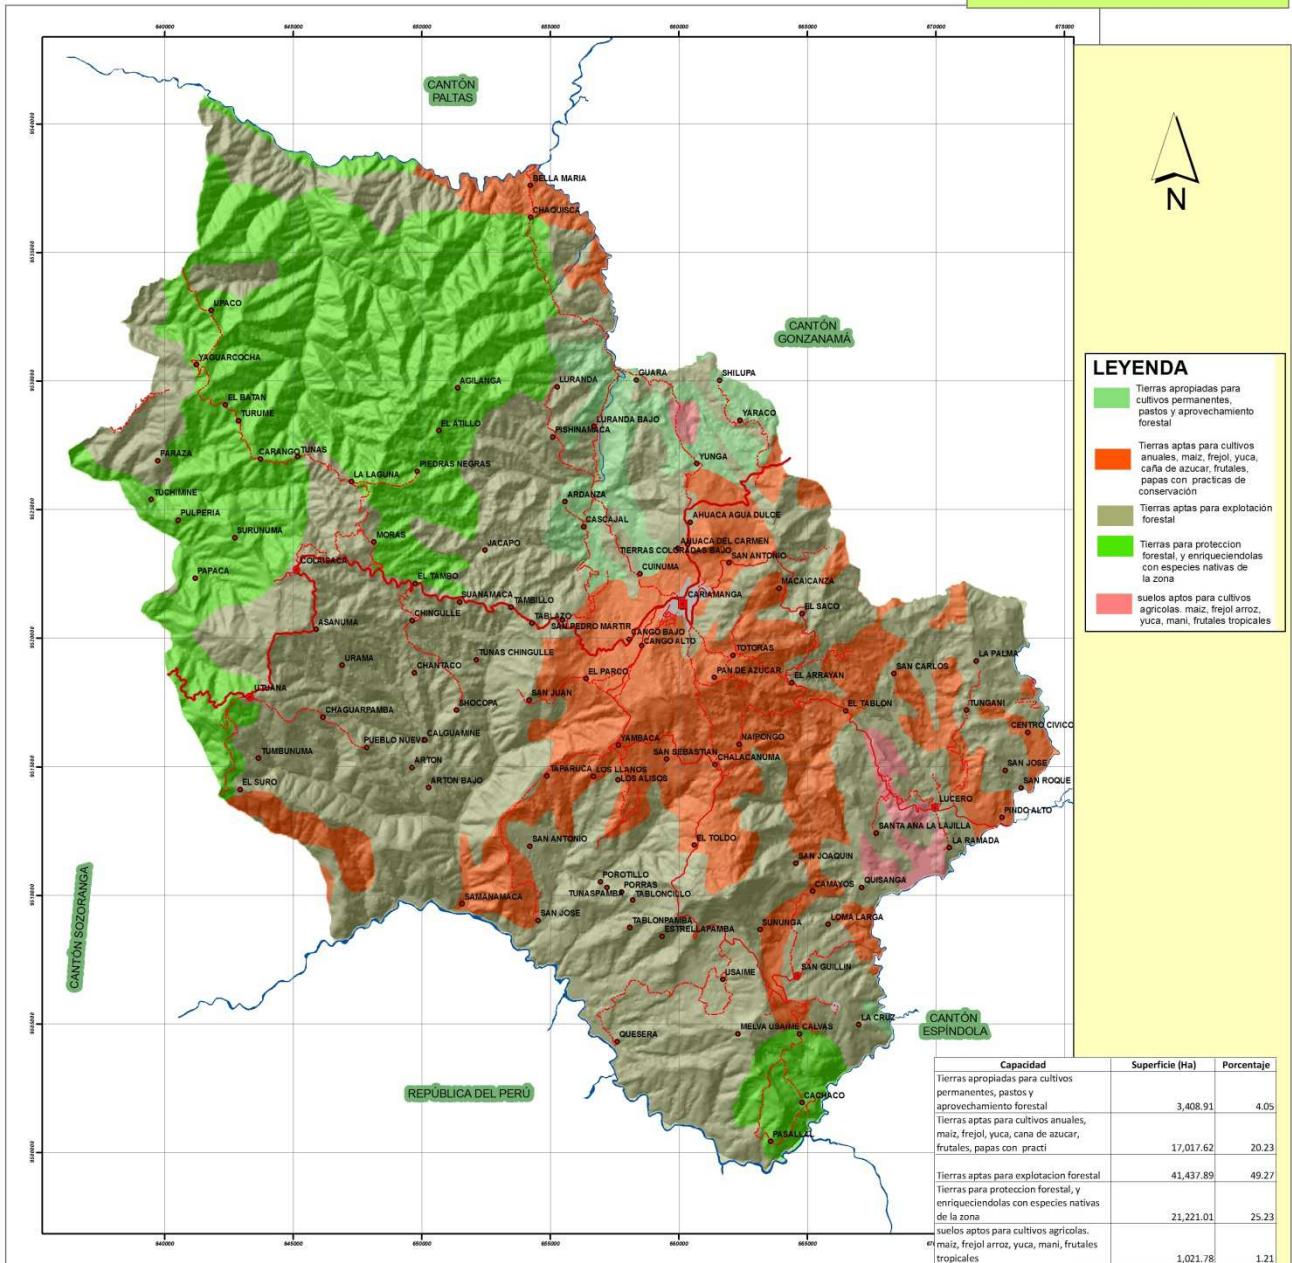 640000
645000
650000
655000
660000
665000
670000
675000
CANTÓN
PALTAS
N
BELLA MARIA
CHAQUISCA
UPACO
CANTÓN
GONZANAMÁ
YAGUARCOCHA
AGILANGA
LURANDA
GUARA
SHILUPA
EL BATAN
TURUME
EL ATILLO
LURANDA BAJO
YARACO
PISHINAMACA
CARANGO
TUNAS
PARAZA
LA LAGUNA
PIEDRAS NEGRAS
YUNGA
TUCHIMINE
ARDANZA
PULPERIA
CASCAJAL
AHUACA AGUA DULCE
SURUNUMA
MORAS
JACAPO
AHUACA DEL CARMEN
TIERRAS COLORADAS BAJO
SAN ANTONIO
COLAISACA
CUINUMA
PAPACA
EL TAMBO
MACAICANZA
SUANAMACA
TAMBILLO
CARIAMANGA
CHINGULLE
TABLAZO
EL SACO
ASANUMA
SAN PEDRO MARTIR
CANGO BAJO
CANGO ALTO
URAMA
TUNAS CHINGULLE
TOTORAS
LA PALMA
CHANTACO
EL PARCO
PAN DE AZUCAR
EL ARRAYAN
SAN CARLOS
UTUANA
SAN JUAN
SHOCOPA
EL TABLON
TUNGANI
CHAGUARPAMBA
CENTRO CIVICO
PUEBLO NUEVO
CALGUAMINE
YAMBACA
NAIPONGO
TUMBUNUMA
SAN SEBASTIAN
CHALACANUMA
ARTON
SAN JOSE
EL SURO
TAPARUCA
LOS LLANOS
LOS ALISOS
ARTON BAJO
SAN ROQUE
LUCERO
PINDO ALTO
SANTA ANA LA LAJILLA
SAN ANTONIO
EL TOLDO
LA RAMADA
SAN JOAQUIN
POROTILLO
CAMAYOS
QUISANGA
TUNASPAMBA
PORRAS
TABLONCILLO
SAMANAMACA
SAN JOSE
TABLONPAMBA
SUNUNGA
LOMA LARGA
ESTRELLAPAMBA
CANTÓN SOZORANGA
USAIME
SAN GUILLIN
LA CRUZ
CANTÓN
ESPÍNDOLA
QUESERA
MELVA USAIME CALVAS
REPÚBLICA DEL PERÚ
CACHACO
PASALLAL
LEYENDA
Tierras apropiadas para
cultivos permanentes,
pastos y aprovechamiento
forestal
Tierras aptas para cultivos
anuales, maiz, frejol, yuca,
caña de azucar, frutales,
papas con practicas de
conservación
Tierras aptas para explotación
forestal
Tierras para proteccion
forestal, y enriqueciendolas
con especies nativas de
la zona
suelos aptos para cultivos
agricolas. maiz, frejol arroz,
yuca, mani, frutales tropicales
Capacidad Superficie (Ha) Porcentaje
Tierras apropiadas para cultivos
permanentes, pastos y
aprovechamiento forestal 3,408.91 4.05
Tierras aptas para cultivos anuales,
maiz, frejol, yuca, cana de azucar,
frutales, papas con practi 17,017.62 20.23
Tierras aptas para explotacion forestal 41,437.89 49.27
Tierras para proteccion forestal, y
enriqueciendolas con especies nativas
de la zona 21,221.01 25.23
suelos aptos para cultivos agricolas.
maiz, frejol arroz, yuca, mani, frutales
tropicales 1,021.78 1.21
640000
645000
650000
655000
660000
665000